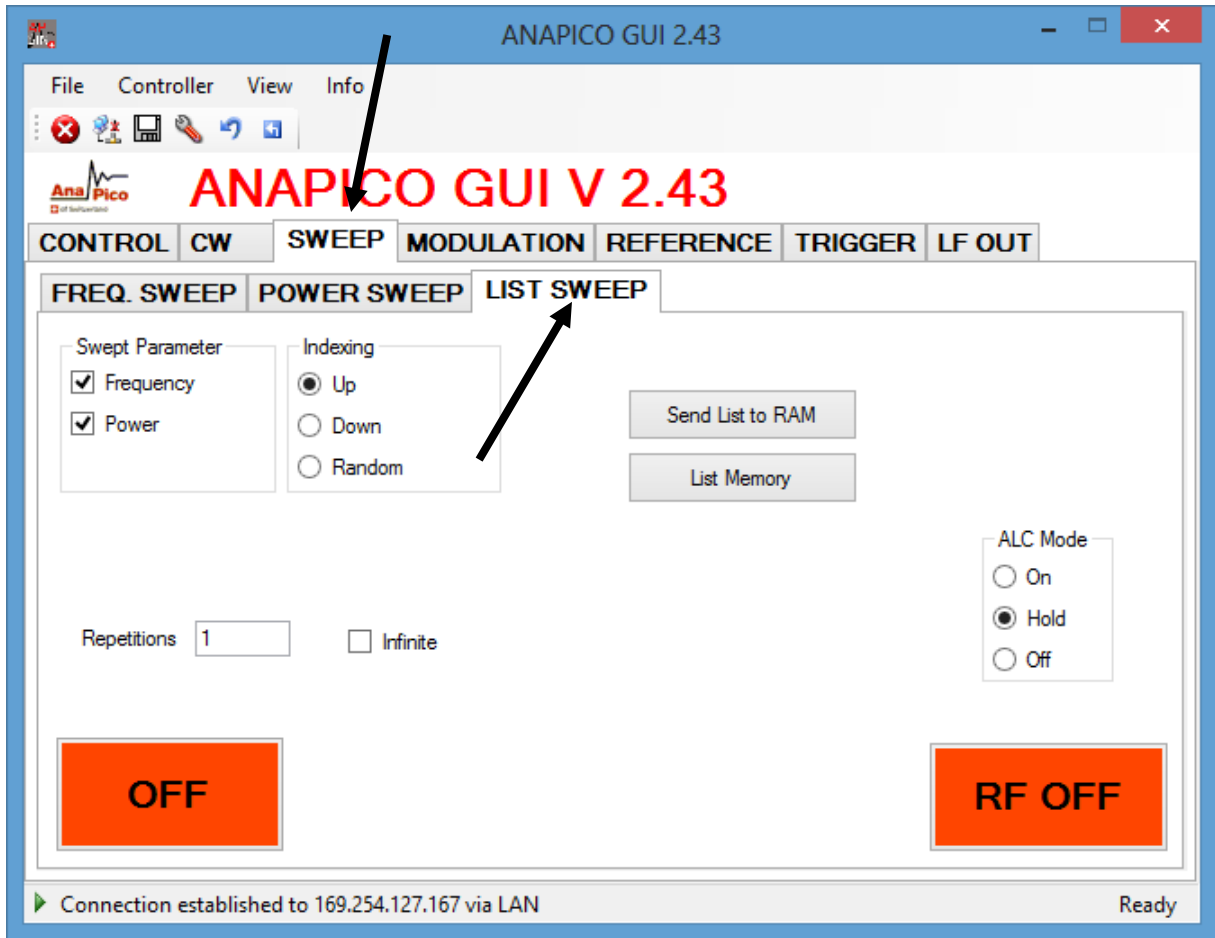 ANAPICO GUI 2.43
File Controller View Info
Ana Pico
ANAPICO GUI V 2.43
CONTROL CW SWEEP MODULATION REFERENCE TRIGGER LF OUT
FREQ. SWEEP POWER SWEEP LIST SWEEP
Swept Parameter
Frequency
Power
Indexing
Up
Down
Random
Send List to RAM
List Memory
ALC Mode
On
Hold
Off
Repetitions 1 Infinite
OFF
RF OFF
Connection established to 169.254.127.167 via LAN Ready